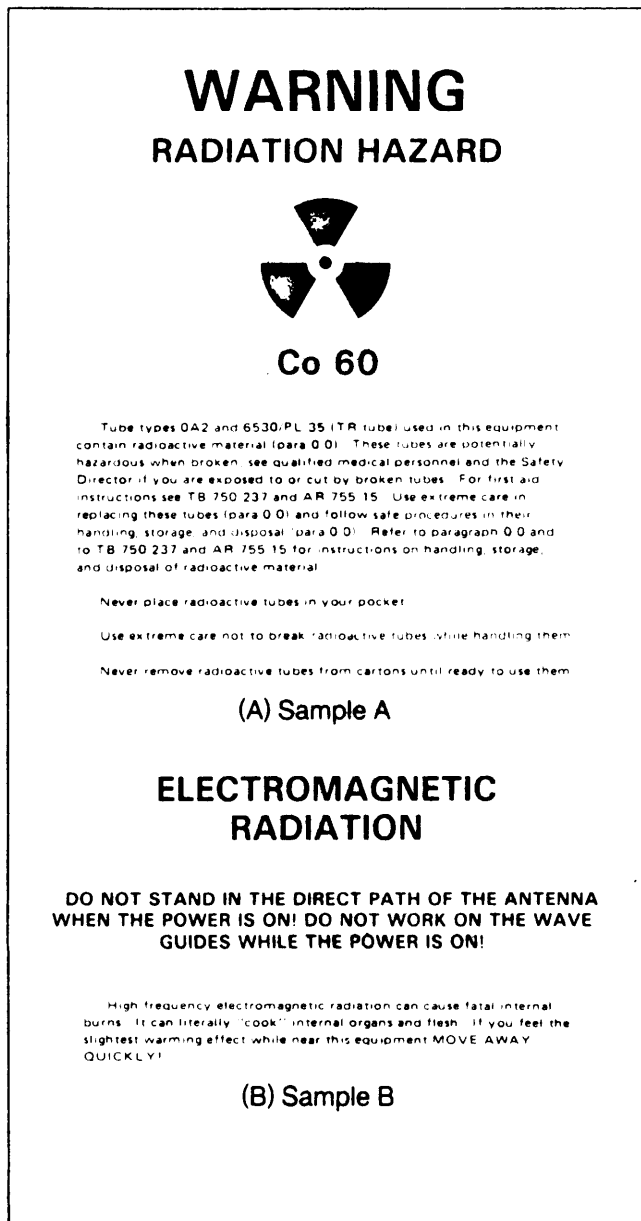 WARNING
RADIATION HAZARD
Co 60
Tube types 0A2 and 6530/PL 35 (TR tube) used in this equipment
contain radioactive material (para 0.0). These tubes are potentially
hazardous when broken, see qualified medical personnel and the Safety
Director if you are exposed to or cut by broken tubes. For first aid
instructions see TB 750 237 and AR 755 15. Use extreme care in
replacing these tubes (para 0.0) and follow safe procedures in their
handling, storage, and disposal (para 0.0). Refer to paragraph 0.0 and
to TB 750 237 and AR 755 15 for instructions on handling, storage,
and disposal of radioactive material
Never place radioactive tubes in your pocket
Use extreme care not to break radioactive tubes while handling them
Never remove radioactive tubes from cartons until ready to use them
(A) Sample A
ELECTROMAGNETIC
RADIATION
DO NOT STAND IN THE DIRECT PATH OF THE ANTENNA
WHEN THE POWER IS ON! DO NOT WORK ON THE WAVE
GUIDES WHILE THE POWER IS ON!
High frequency electromagnetic radiation can cause fatal internal
burns. It can literally "cook" internal organs and flesh. If you feel the
slightest warming effect while near this equipment MOVE AWAY
QUICKLY!
(B) Sample B